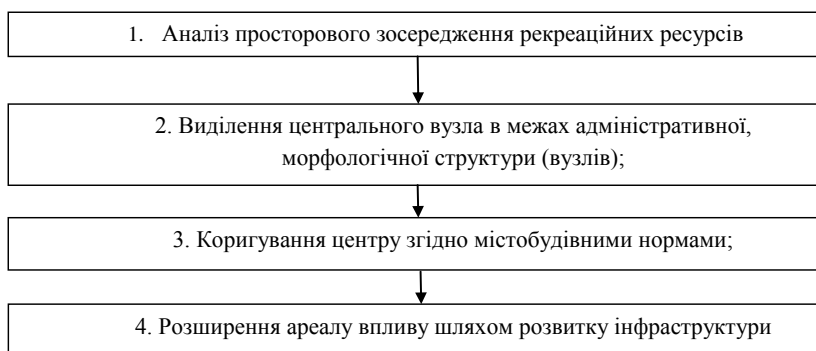 1. Аналіз просторового зосередження рекреаційних ресурсів
2. Виділення центрального вузла в межах адміністративної,
морфологічної структури (вузлів);
3. Коригування центру згідно містобудівними нормами;
4. Розширення ареалу впливу шляхом розвитку інфраструктури